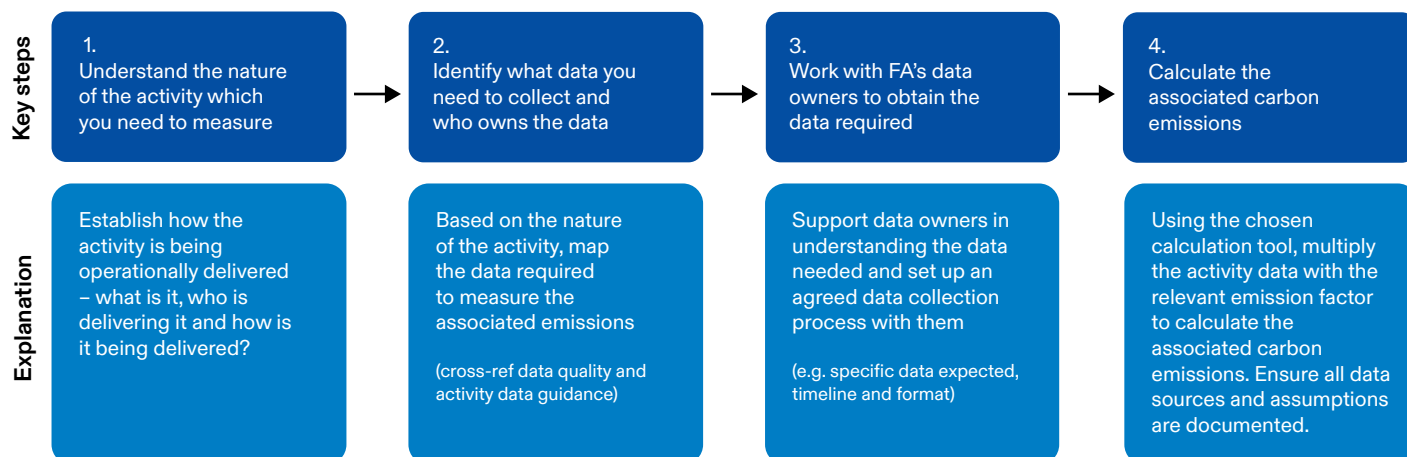 Key steps
1.
Understand the nature
of the activity which
you need to measure
2.
Identify what data you
need to collect and
who owns the data
3.
Work with FA’s data
owners to obtain the
data required
4.
Calculate the
associated carbon
emissions
Explanation
Establish how the
activity is being
operationally delivered
– what is it, who is
delivering it and how is
it being delivered?
Based on the nature
of the activity, map
the data required
to measure the
associated emissions
(cross-ref data quality and
activity data guidance)
Support data owners in
understanding the data
needed and set up an
agreed data collection
process with them
(e.g. specific data expected,
timeline and format)
Using the chosen
calculation tool, multiply
the activity data with the
relevant emission factor
to calculate the
associated carbon
emissions. Ensure all data
sources and assumptions
are documented.